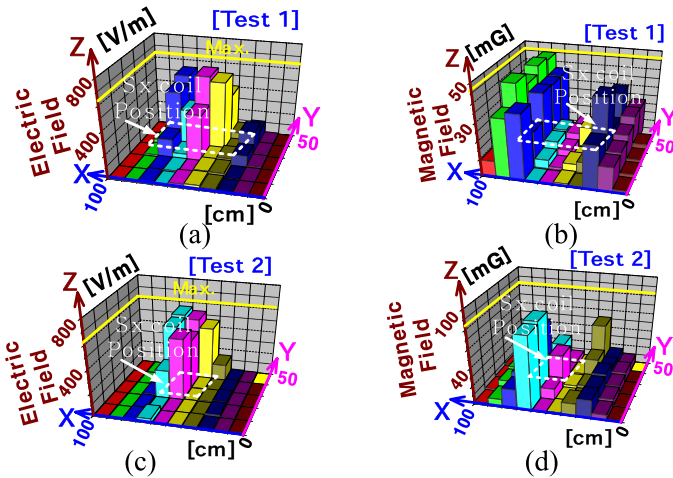 [V/m]
[Test 1]
Z
Max.
800
Sx coil
Position
400
Electric
Field
Y
50
X
100
[cm]
0
(a)
[mG]
[Test 1]
Z
50
Sx coil
Position
30
Magnetic
Field
Y
50
X
100
[cm]
0
(b)
[V/m]
[Test 2]
Z
Max.
800
Sx coil
Position
400
Electric
Field
Y
50
X
100
[cm]
0
(c)
[mG]
[Test 2]
Z
100
Sx coil
Position
40
Magnetic
Field
Y
50
X
100
[cm]
0
(d)